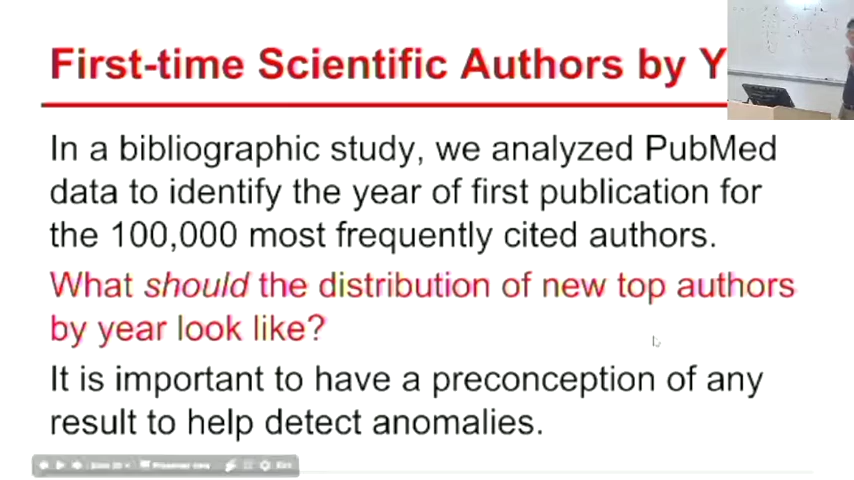 First-time Scientific Authors by Y
In a bibliographic study, we analyzed PubMed
data to identify the year of first publication for
the 100,000 most frequently cited authors.
What should the distribution of new top authors
by year look like?
It is important to have a preconception of any
result to help detect anomalies.